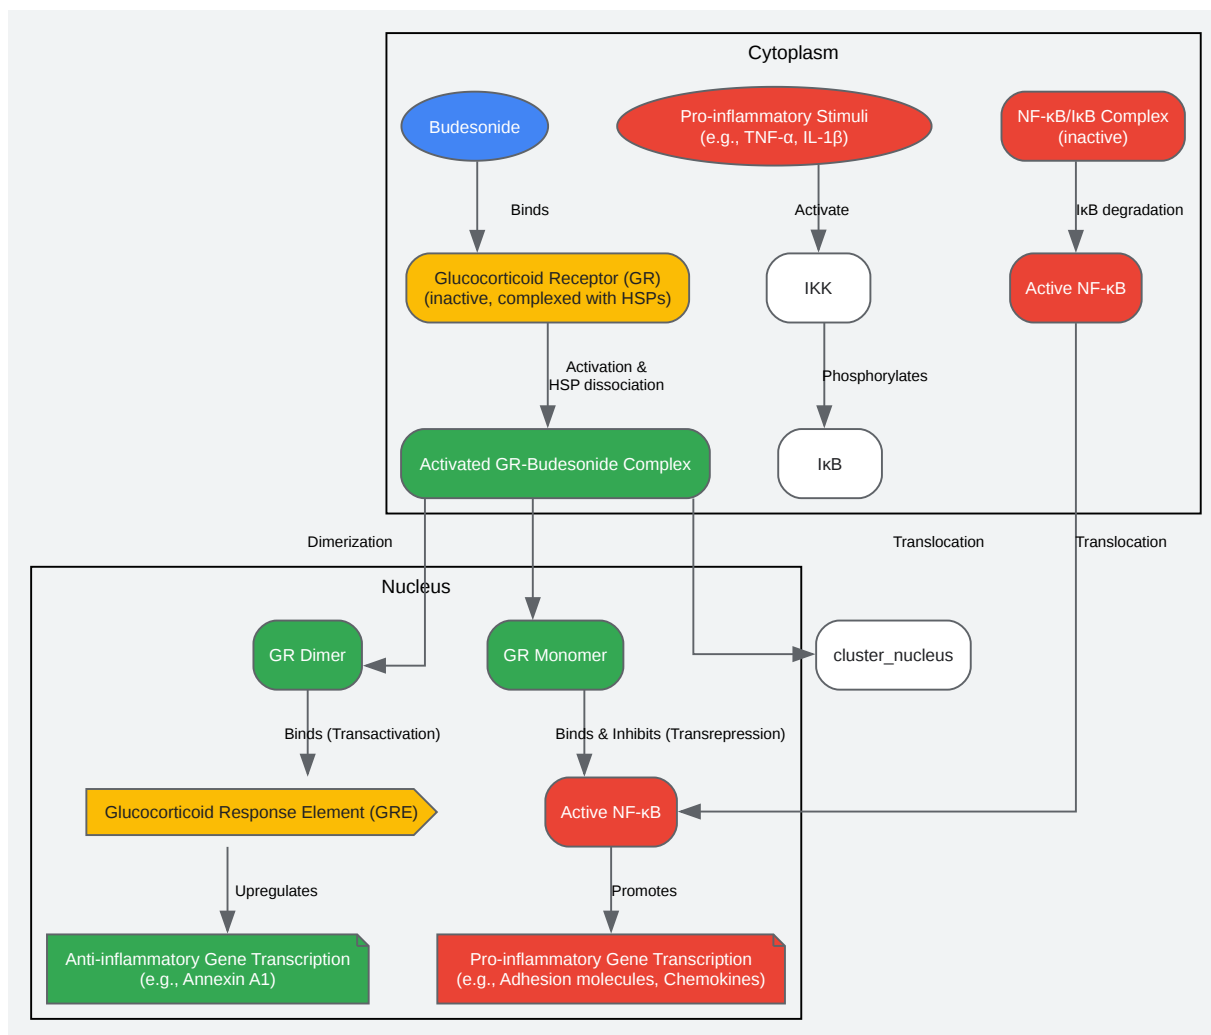 Cytoplasm
Budesonide
Pro-inflammatory Stimuli
(e.g., TNF-α, IL-1β)
NF-κB/IκB Complex
(inactive)
Binds
Activate
IκB degradation
Glucocorticoid Receptor (GR)
(inactive, complexed with HSPs)
IKK
Active NF-κB
Activation &
HSP dissociation
Phosphorylates
Activated GR-Budesonide Complex
IκB
Dimerization
Translocation
Translocation
Nucleus
GR Dimer
GR Monomer
cluster_nucleus
Binds (Transactivation)
Binds & Inhibits (Transrepression)
Glucocorticoid Response Element (GRE)
Active NF-κB
Upregulates
Promotes
Anti-inflammatory Gene Transcription
(e.g., Annexin A1)
Pro-inflammatory Gene Transcription
(e.g., Adhesion molecules, Chemokines)